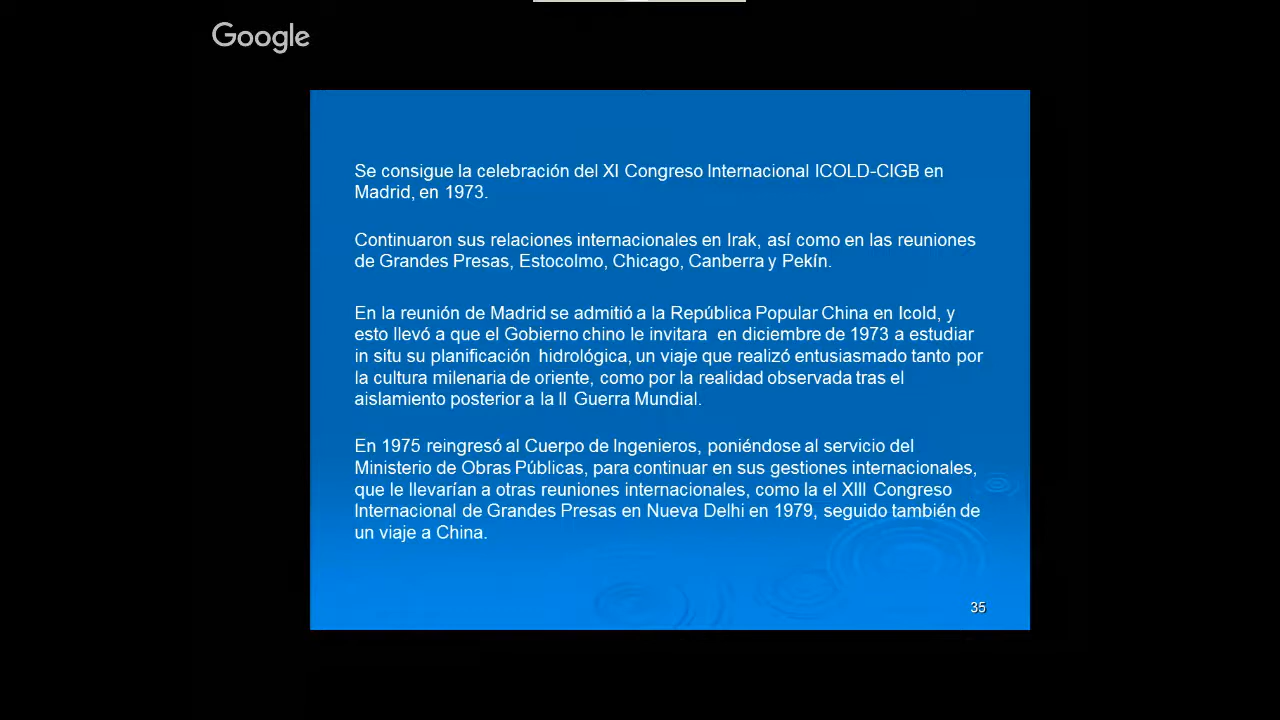 Google
Se consigue la celebración del XI Congreso Internacional ICOLD-CIGB en
Madrid, en 1973.
Continuaron sus relaciones internacionales en Irak, así como en las reuniones
de Grandes Presas, Estocolmo, Chicago, Canberra y Pekín.
En la reunión de Madrid se admitió a la República Popular China en Icold, y
esto llevó a que el Gobierno chino le invitara en diciembre de 1973 a estudiar
in situ su planificación hidrológica, un viaje que realizó entusiasmado tanto por
la cultura milenaria de oriente, como por la realidad observada tras el
aislamiento posterior a la II Guerra Mundial.
En 1975 reingresó al Cuerpo de Ingenieros, poniéndose al servicio del
Ministerio de Obras Públicas, para continuar en sus gestiones internacionales,
que le llevarían a otras reuniones internacionales, como la el XIII Congreso
Internacional de Grandes Presas en Nueva Delhi en 1979, seguido también de
un viaje a China.
35